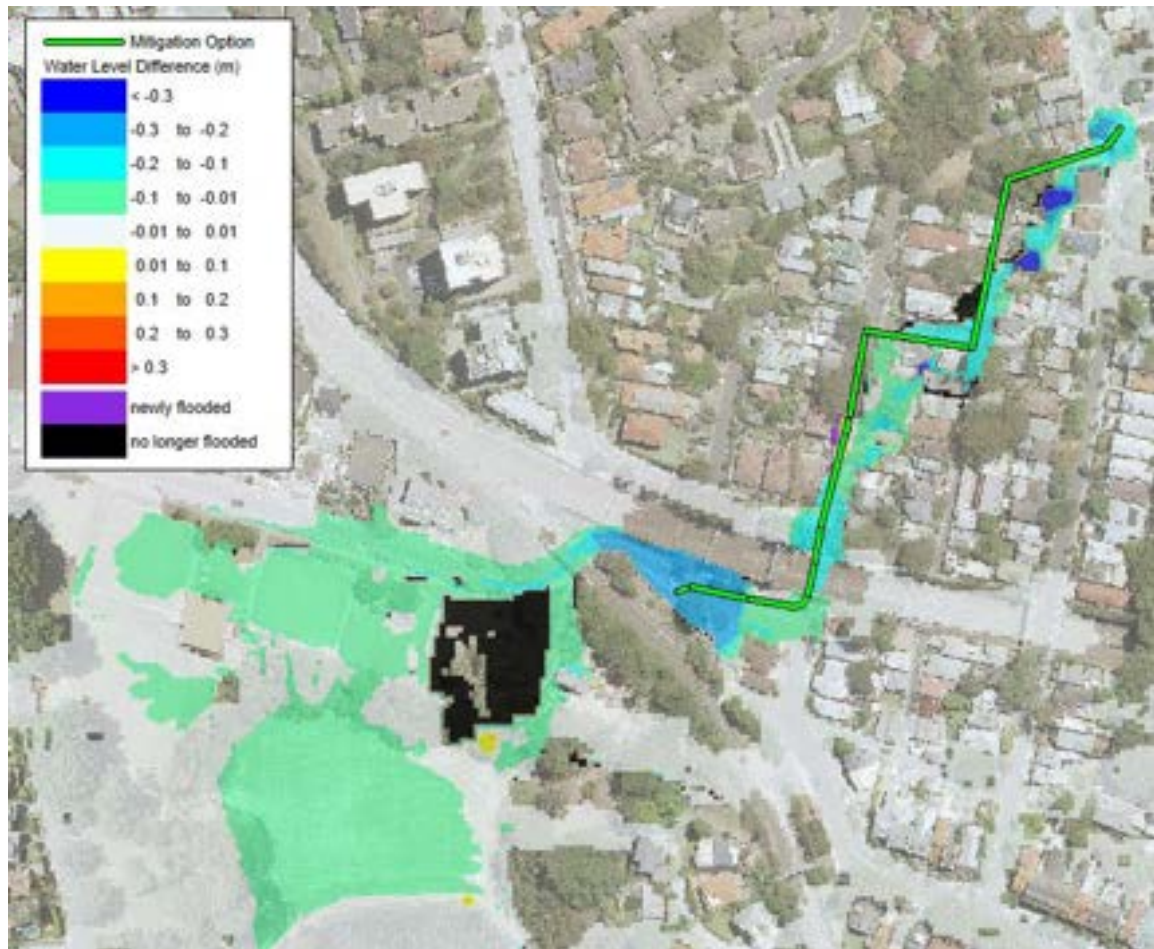 Mitigation Option
Water Level Difference (m)
< -0.3
-0.3 to -0.2
-0.2 to -0.1
-0.1 to -0.01
-0.01 to 0.01
0.01 to 0.1
0.1 to 0.2
0.2 to 0.3
> 0.3
newly flooded
no longer flooded